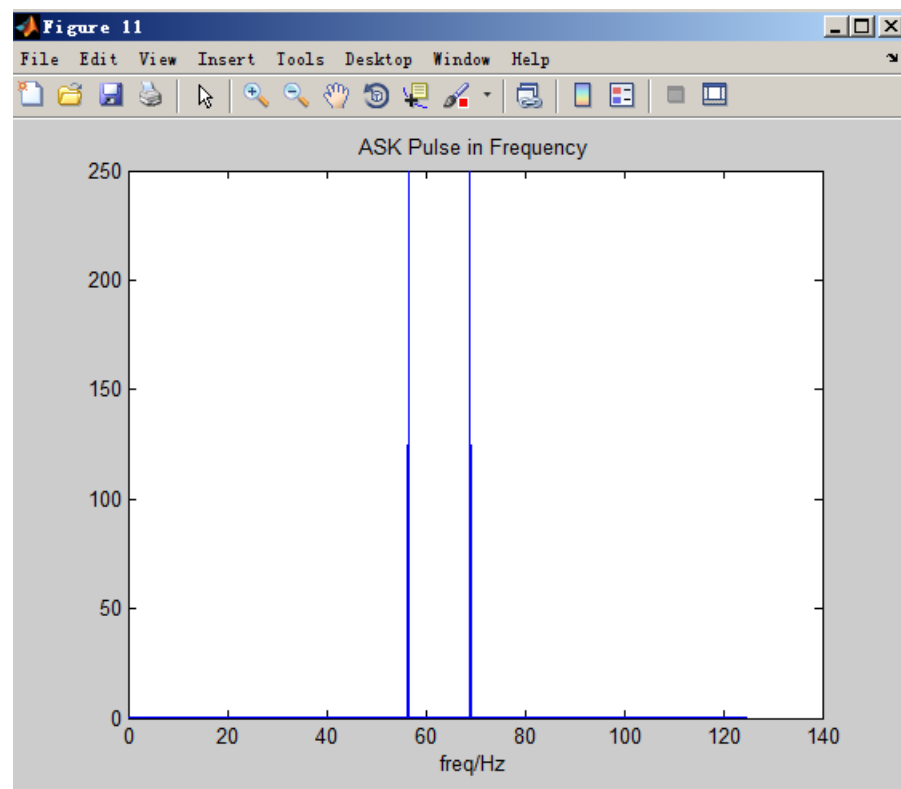 Figure 11
File Edit View Insert Tools Desktop Window Help
ASK Pulse in Frequency
250
200
150
100
50
0
0 20 40 60 80 100 120 140
freq/Hz